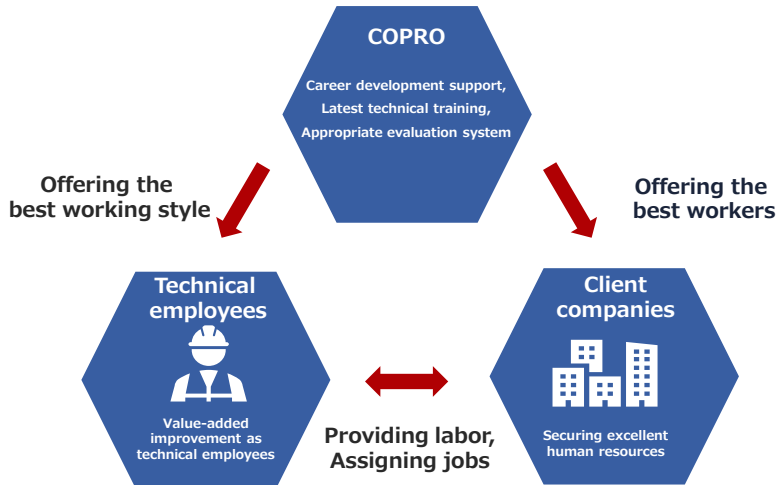 COPRO
Career development support,
Latest technical training,
Appropriate evaluation system
Offering the
best working style
Offering the
best workers
Technical
employees
Value-added
improvement as
technical employees
Client
companies
Securing excellent
human resources
Providing labor,
Assigning jobs